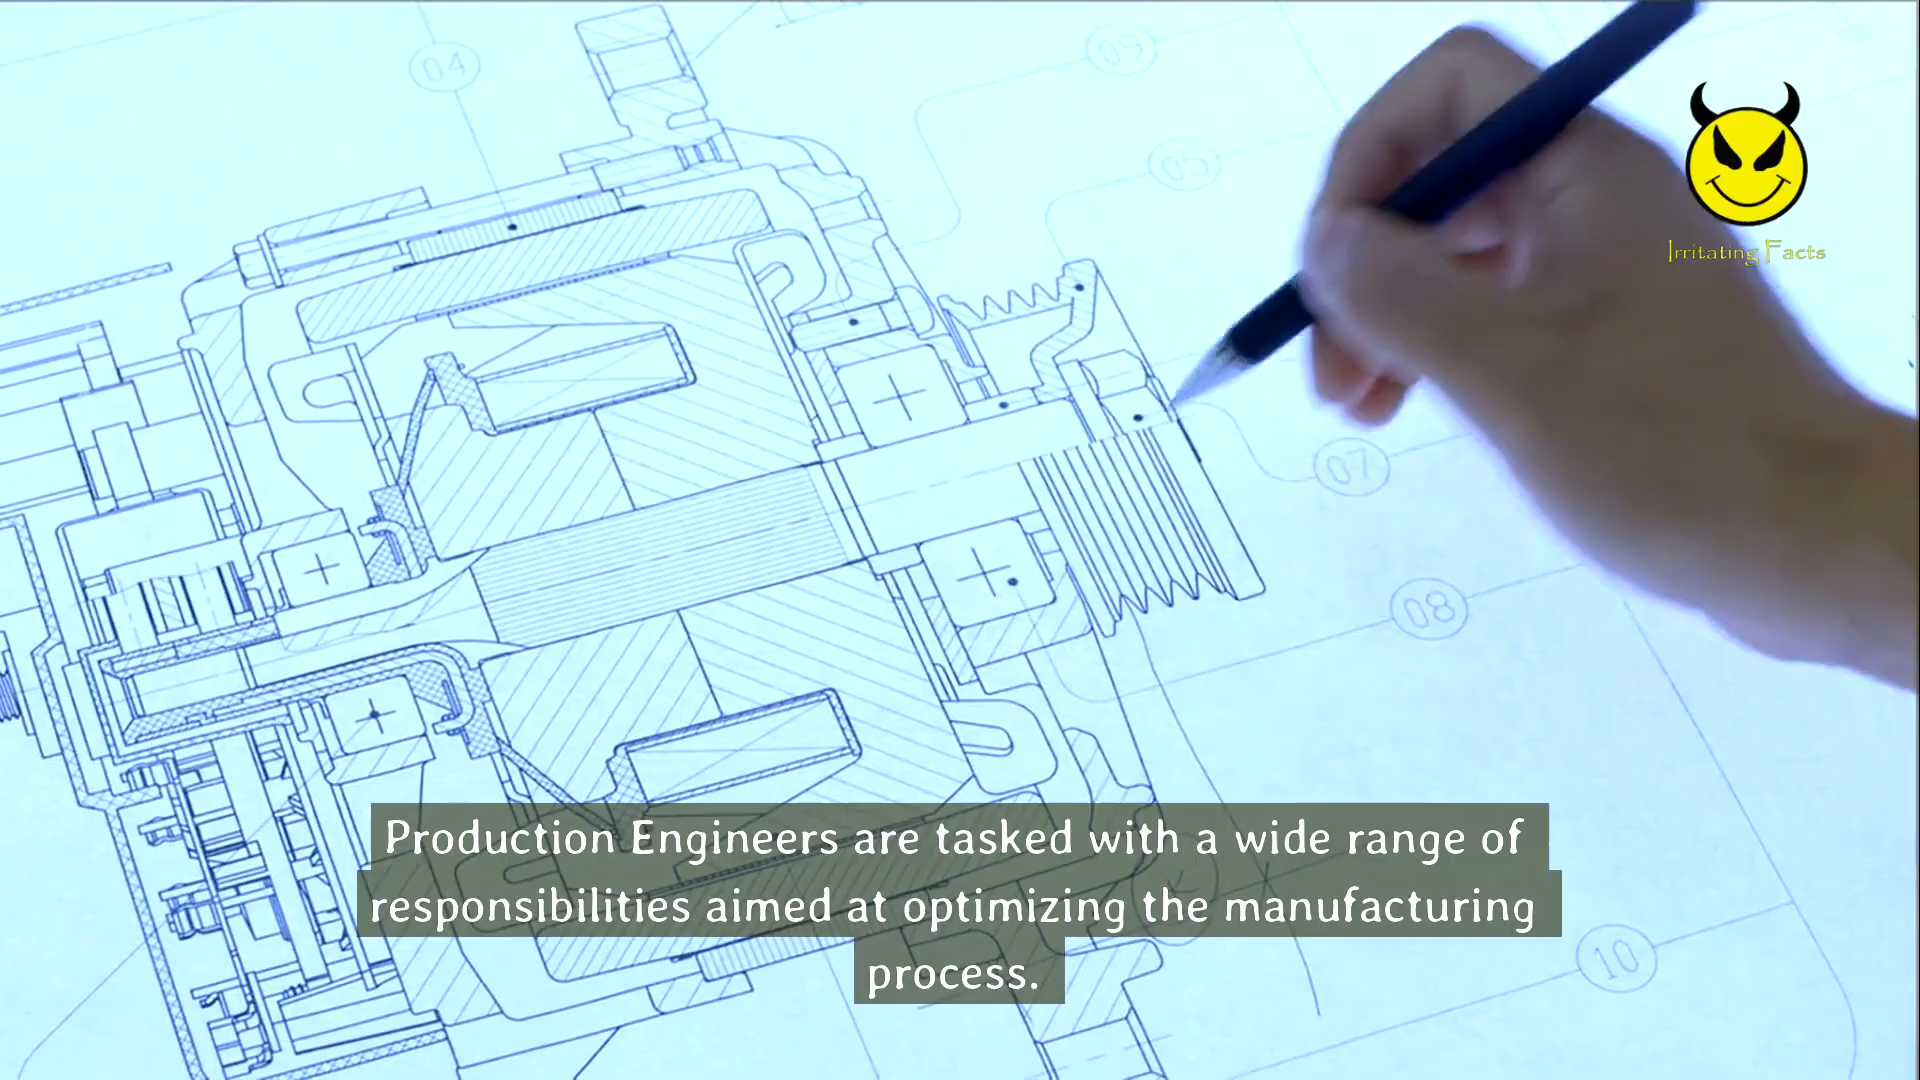 04
09
05
Irritating Facts
07
08
Production Engineers are tasked with a wide range of
responsibilities aimed at optimizing the manufacturing
process.
10